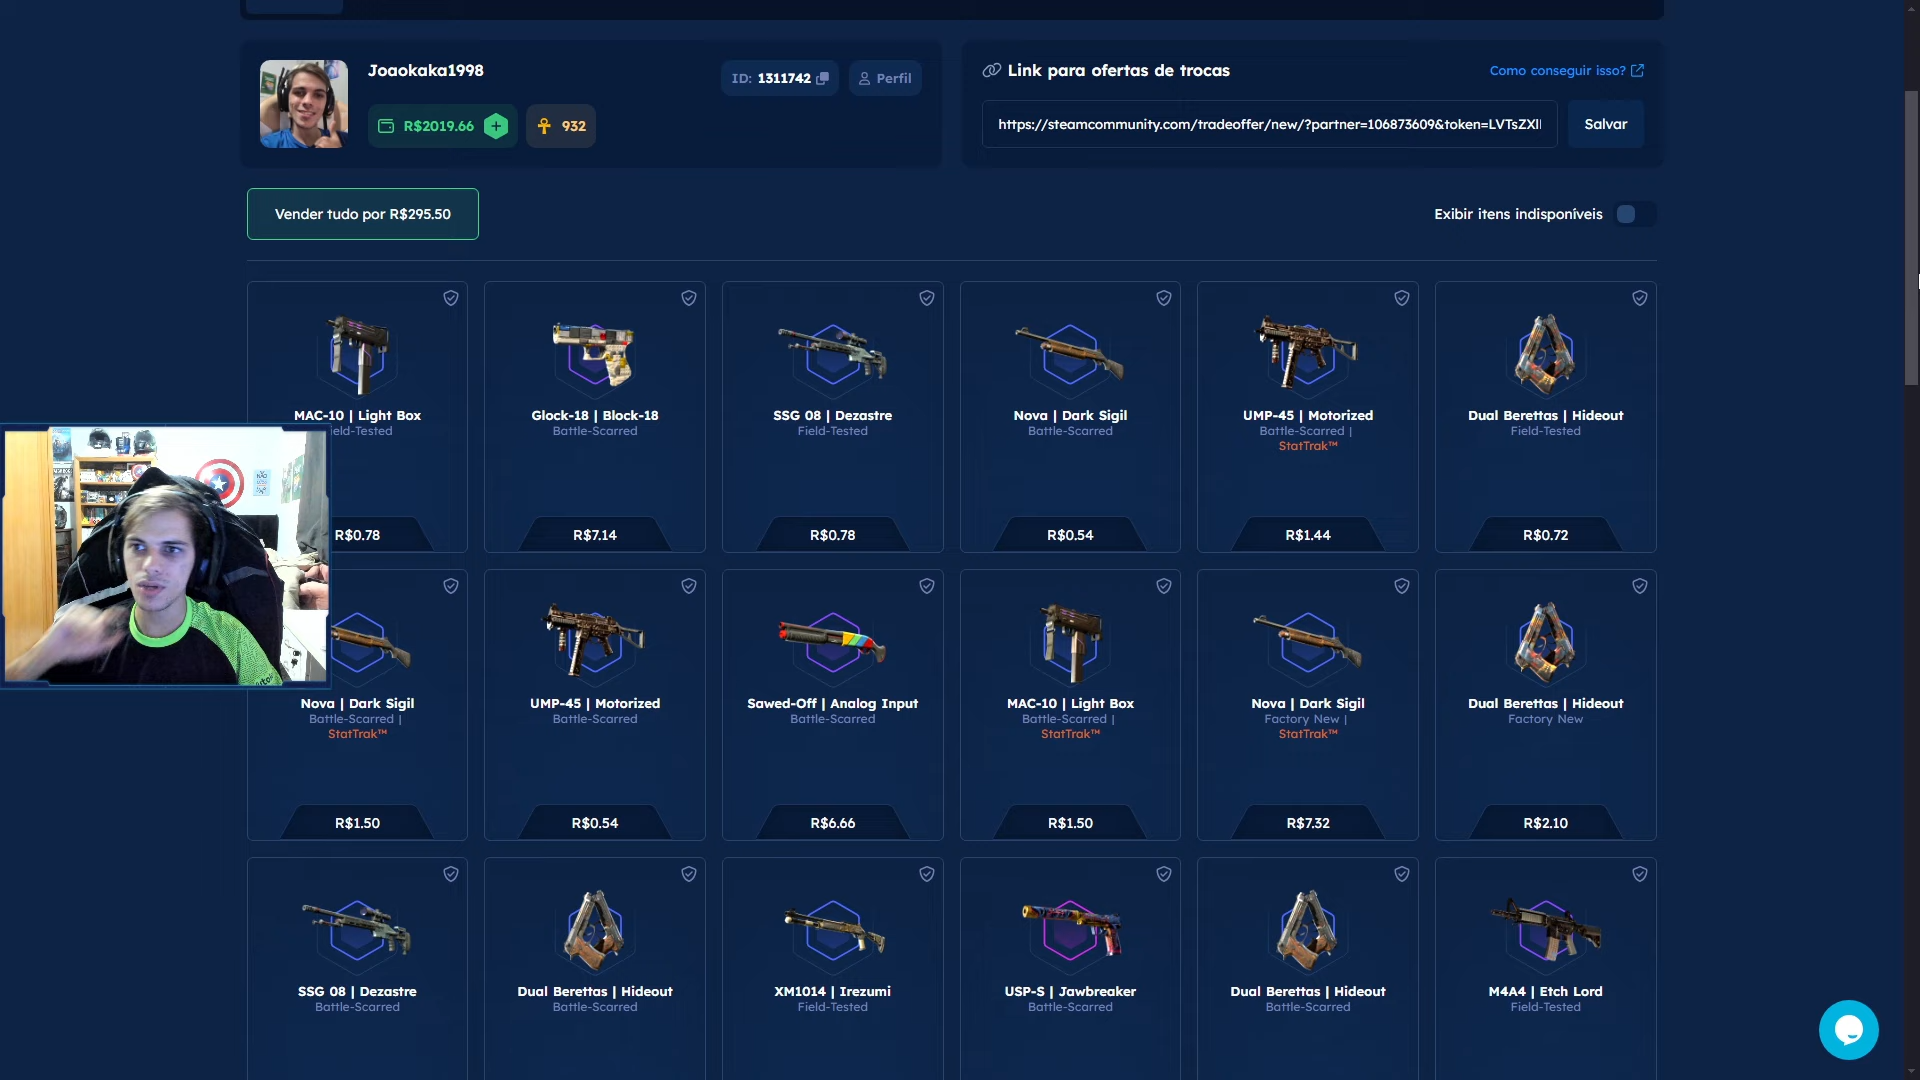 Joaokaka1998
ID: 1311742
Perfil
R$2019.66
932
Link para ofertas de trocas
Como conseguir isso?
https://steamcommunity.com/tradeoffer/new/?partner=106873609&token=LVTsZXI
Salvar
Vender tudo por R$295.50
Exibir itens indisponíveis
MAC-10 | Light Box
ield-Tested
R$0.78
Glock-18 | Block-18
Battle-Scarred
R$7.14
SSG 08 | Dezastre
Field-Tested
R$0.78
Nova | Dark Sigil
Battle-Scarred
R$0.54
UMP-45 | Motorized
Battle-Scarred |
StatTrak™
R$1.44
Dual Berettas | Hideout
Field-Tested
R$0.72
Nova | Dark Sigil
Battle-Scarred |
StatTrak™
R$1.50
UMP-45 | Motorized
Battle-Scarred
R$0.54
Sawed-Off | Analog Input
Battle-Scarred
R$6.66
MAC-10 | Light Box
Battle-Scarred |
StatTrak™
R$1.50
Nova | Dark Sigil
Factory New |
StatTrak™
R$7.32
Dual Berettas | Hideout
Factory New
R$2.10
SSG 08 | Dezastre
Battle-Scarred
Dual Berettas | Hideout
Battle-Scarred
XM1014 | Irezumi
Field-Tested
USP-S | Jawbreaker
Battle-Scarred
Dual Berettas | Hideout
Battle-Scarred
M4A4 | Etch Lord
Field-Tested